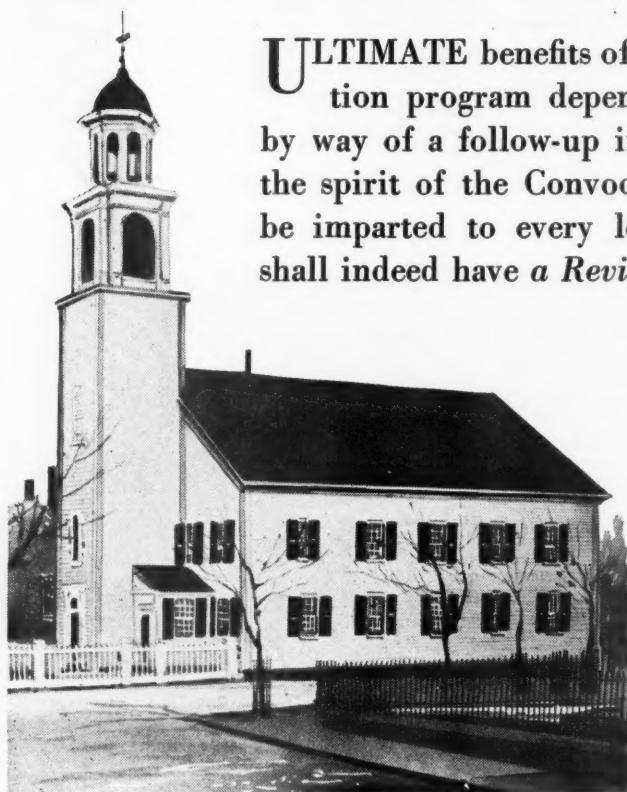 ULTIMATE benefits of
tion program depen
by way of a follow-up i
the spirit of the Convoc
be imparted to every l
shall indeed have a Revi